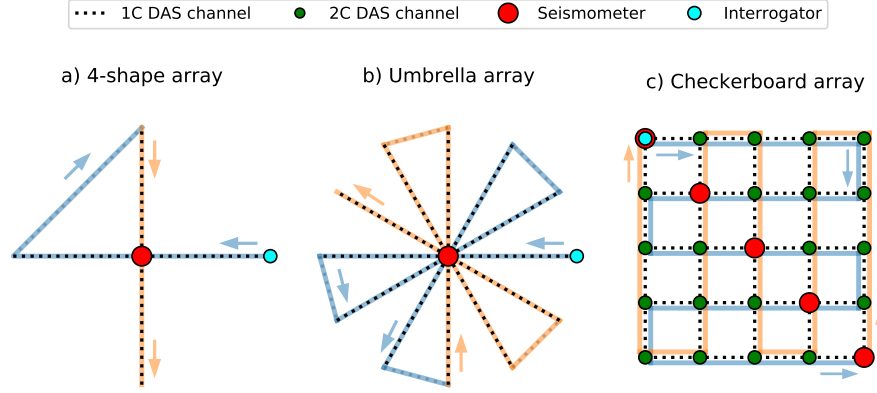 1C DAS channel 2C DAS channel Seismometer Interrogator
a) 4-shape array b) Umbrella array c) Checkerboard array